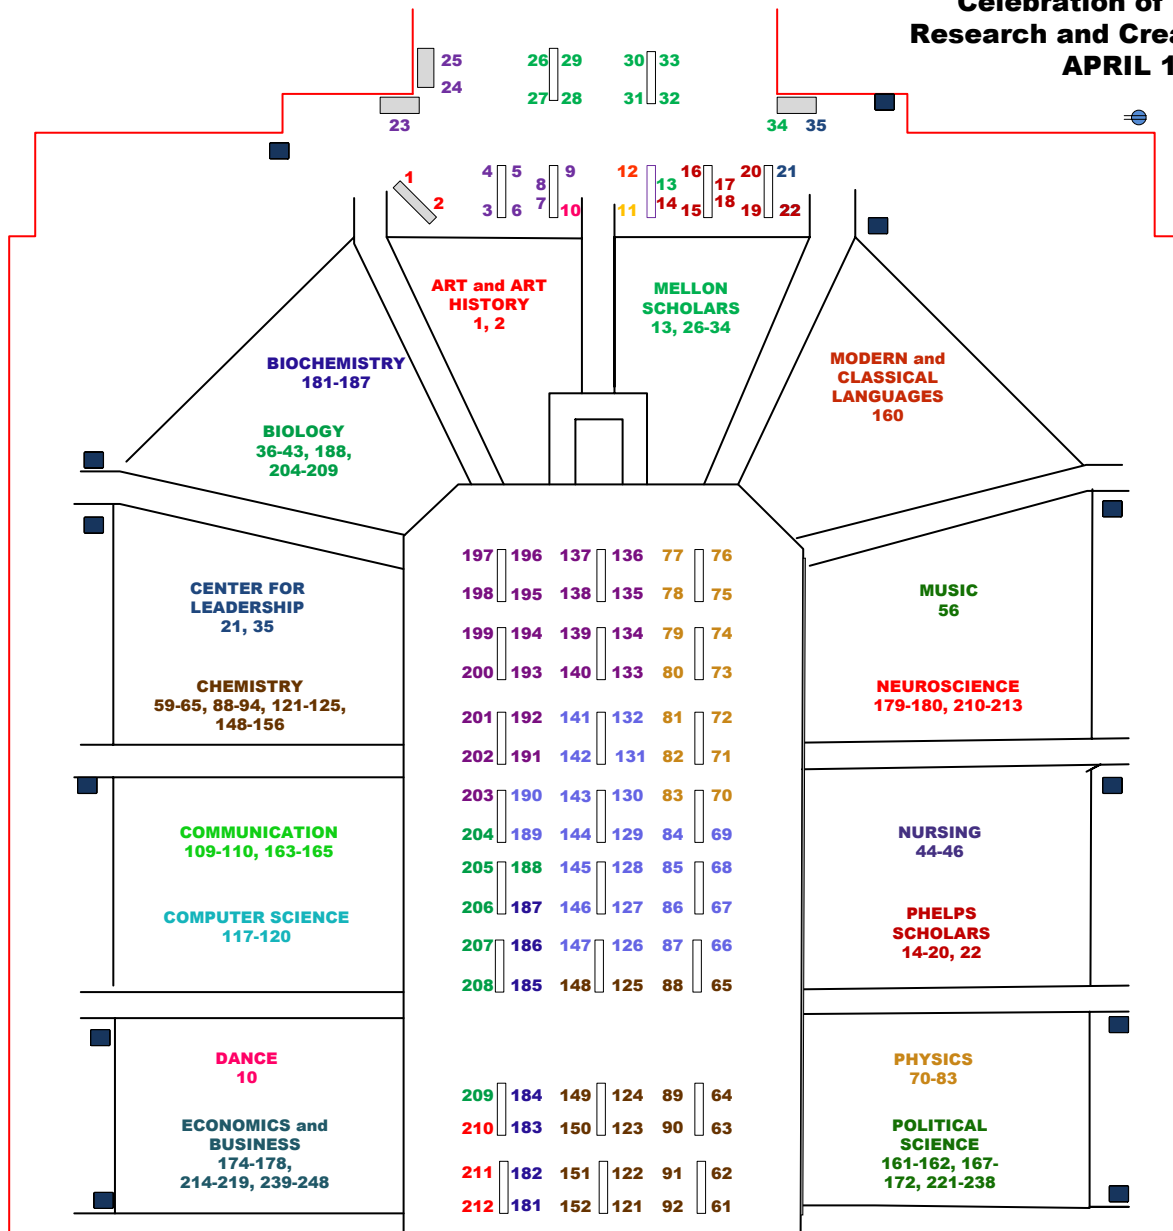 Celebration of
Research and Crea
APRIL 1
25
24
23
26 29
27 28
30 33
31 32
34 35
1
2
4 5
3 6
9
8
7
10
12
13
11
14
16
17
18
15
20 21
19 22
ART and ART
HISTORY
1, 2
MELLON
SCHOLARS
13, 26-34
BIOCHEMISTRY
181-187
BIOLOGY
36-43, 188,
204-209
MODERN and
CLASSICAL
LANGUAGES
160
CENTER FOR
LEADERSHIP
21, 35
CHEMISTRY
59-65, 88-94, 121-125,
148-156
COMMUNICATION
109-110, 163-165
COMPUTER SCIENCE
117-120
DANCE
10
ECONOMICS and
BUSINESS
174-178,
214-219, 239-248
197 196 137 136 77 76
198 195 138 135 78 75
199 194 139 134 79 74
200 193 140 133 80 73
201 192 141 132 81 72
202 191 142 131 82 71
203 190 143 130 83 70
204 189 144 129 84 69
205 188 145 128 85 68
206 187 146 127 86 67
207 186 147 126 87 66
208 185 148 125 88 65
209 184 149 124 89 64
210 183 150 123 90 63
211 182 151 122 91 62
212 181 152 121 92 61
MUSIC
56
NEUROSCIENCE
179-180, 210-213
NURSING
44-46
PHELPS
SCHOLARS
14-20, 22
PHYSICS
70-83
POLITICAL
SCIENCE
161-162, 167-
172, 221-238